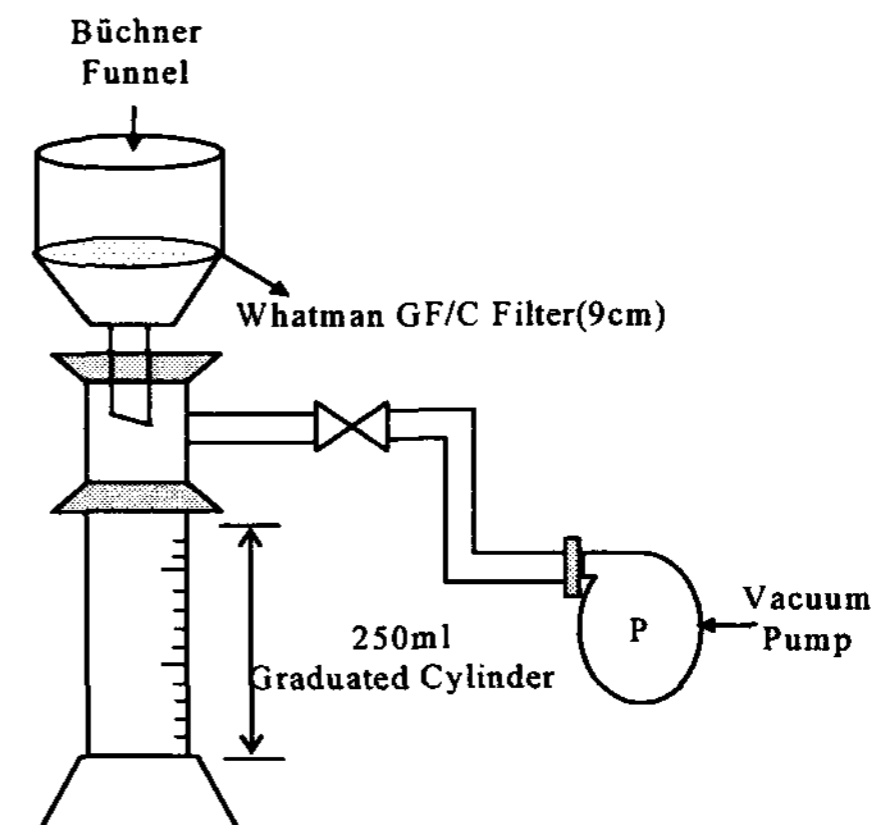 Büchner
Funnel
Whatman GF/C Filter(9cm)
250ml
Graduated Cylinder
P
Vacuum
Pump